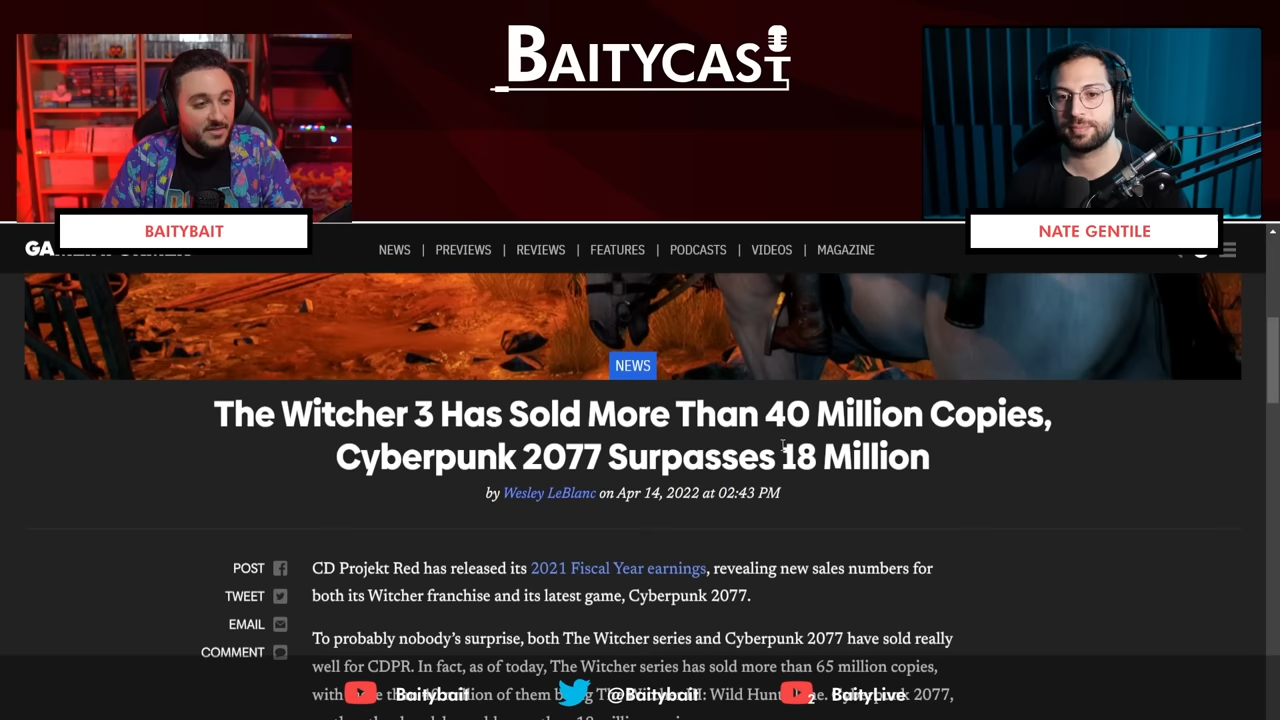 BAITYCAST
BAITYBAIT
NATE GENTILE
NEWS | PREVIEWS | REVIEWS | FEATURES | PODCASTS | VIDEOS | MAGAZINE
NEWS
The Witcher 3 Has Sold More Than 40 Million Copies,
Cyberpunk 2077 Surpasses 18 Million
by Wesley LeBlanc on Apr 14, 2022 at 02:43 PM
POST
TWEET
EMAIL
COMMENT
CD Projekt Red has released its 2021 Fiscal Year earnings, revealing new sales numbers for
both its Witcher franchise and its latest game, Cyberpunk 2077.
To probably nobody's surprise, both The Witcher series and Cyberpunk 2077 have sold really
well for CDPR. In fact, as of today, The Witcher series has sold more than 65 million copies,
Baitybait @Baitybait 2 BaityLive